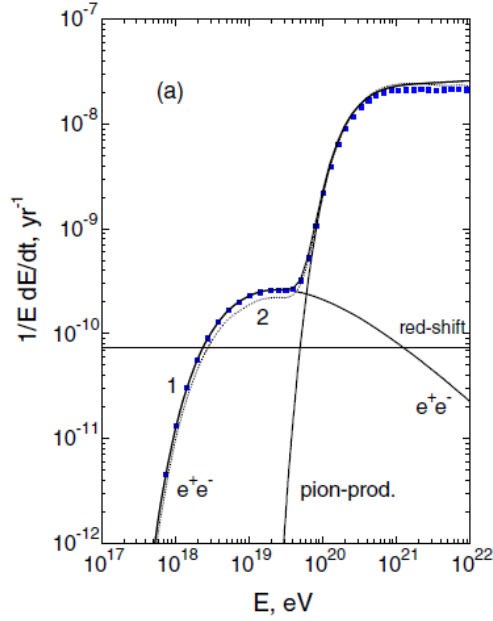 10⁻⁷
(a)
10⁻⁸
1/E dE/dt, yr⁻¹
10⁻⁹
2
red-shift
10⁻¹⁰
1
e⁺e⁻
10⁻¹¹
e⁺e⁻
pion-prod.
10⁻¹²
10¹⁷ 10¹⁸ 10¹⁹ 10²⁰ 10²¹ 10²²
E, eV